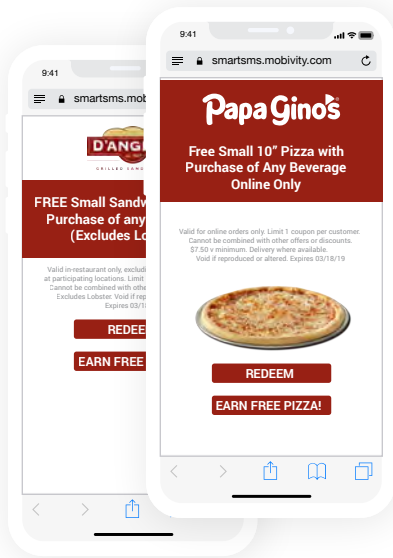 9:41
smartsms.mobivity.com
Papa Gino's
Free Small 10" Pizza with
Purchase of Any Beverage
Online Only
Valid for online orders only. Limit 1 coupon per customer.
Cannot be combined with other offers or discounts.
$7.50 v minimum. Delivery where available.
Void if reproduced or altered. Expires 03/18/19
REDEEM
EARN FREE PIZZA!
9:41
smartsms.mob
D'ANG
GRILLED SAN
FREE Small Sandw
Purchase of any
(Excludes Lo
Valid in-restaurant only, excludi
at participating locations. Limit
Cannot be combined with othe
Excludes Lobster. Void if rep
Expires 03/1
REDEE
EARN FREE